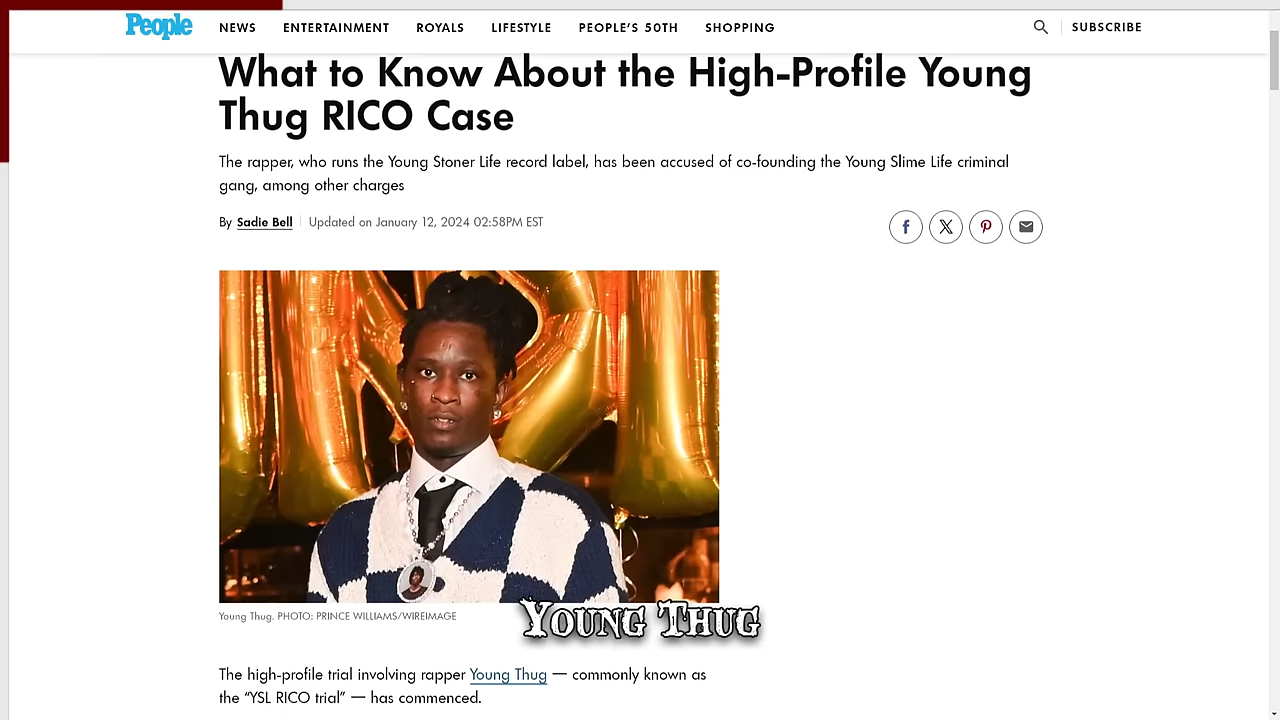 People NEWS ENTERTAINMENT ROYALS LIFESTYLE PEOPLE'S 50TH SHOPPING SUBSCRIBE
What to Know About the High-Profile Young
Thug RICO Case
The rapper, who runs the Young Stoner Life record label, has been accused of co-founding the Young Slime Life criminal
gang, among other charges
By Sadie Bell Updated on January 12, 2024 02:58PM EST
Young Thug. PHOTO: PRINCE WILLIAMS/WIREIMAGE
Young Thug
The high-profile trial involving rapper Young Thug — commonly known as
the “YSL RICO trial” — has commenced.